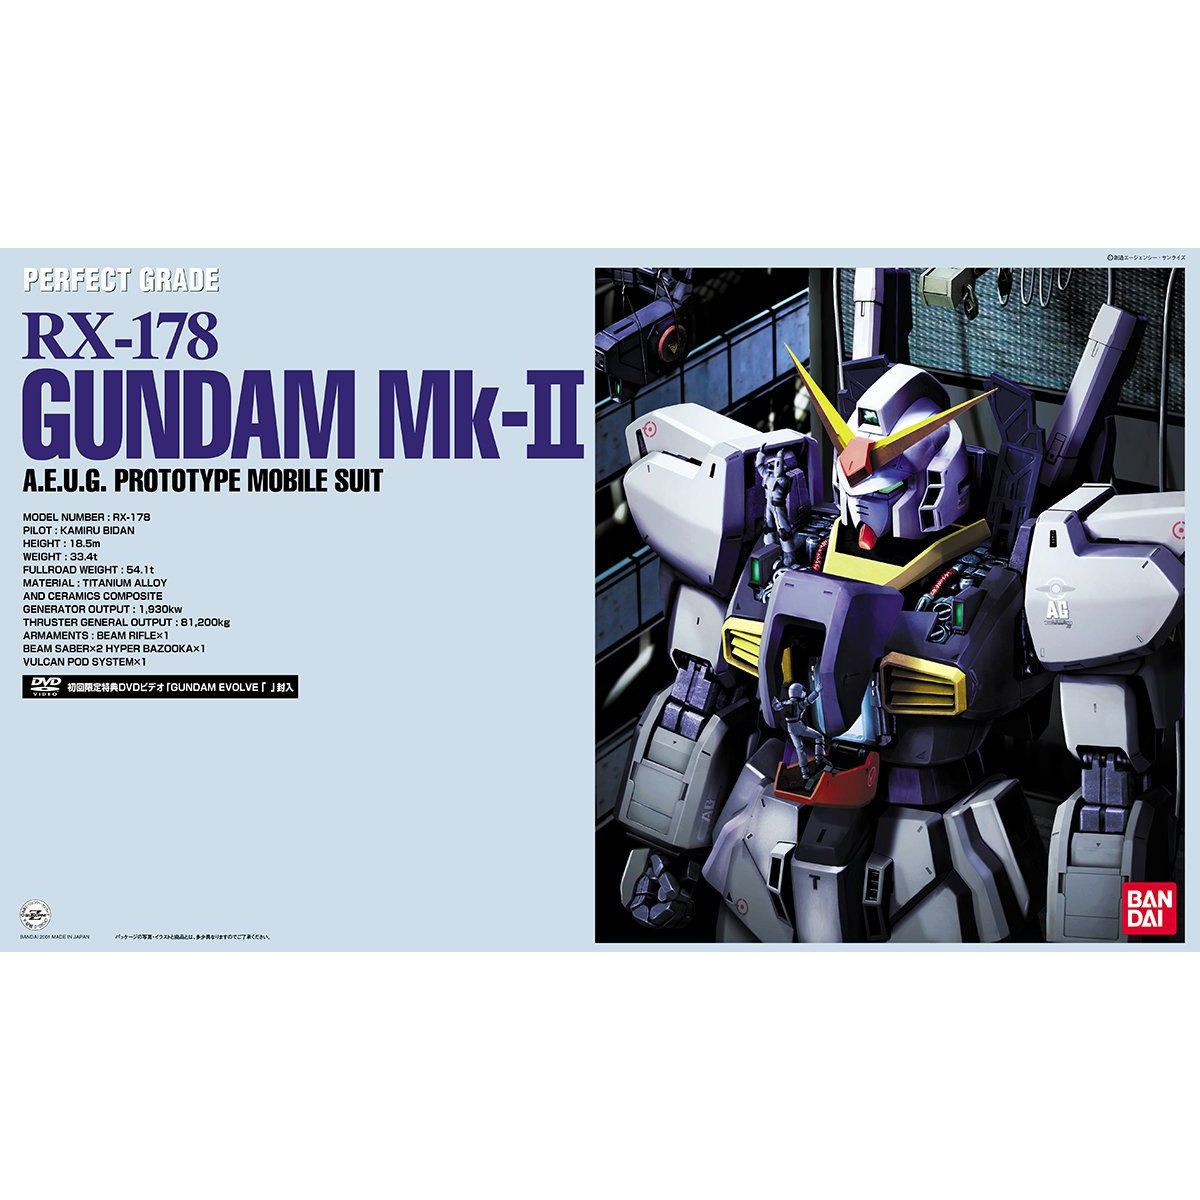 PERFECT GRADE
RX-178
GUNDAM Mk-II
A.E.U.G. PROTOTYPE MOBILE SUIT
MODEL NUMBER : RX-178
PILOT : KAMIRU BIDAN
HEIGHT : 18.5m
WEIGHT : 33.4t
FULLROAD WEIGHT : 54.1t
MATERIAL : TITANIUM ALLOY
AND CERAMICS COMPOSITE
GENERATOR OUTPUT : 1,930kw
THRUSTER GENERAL OUTPUT : 81,200kg
ARMAMENTS : BEAM RIFLE×1
BEAM SABER×2 HYPER BAZOOKA×1
VULCAN POD SYSTEM×1
DVD VIDEO 初回限定特典DVDビデオ「GUNDAM EVOLVE「 」封入
BANDAI 2001 MADE IN JAPAN
パッケージの写真・イラストと商品とは、多少異なりますのでご了承ください。
©創通エージェンシー・サンライズ
AG
T
BAN
DAI